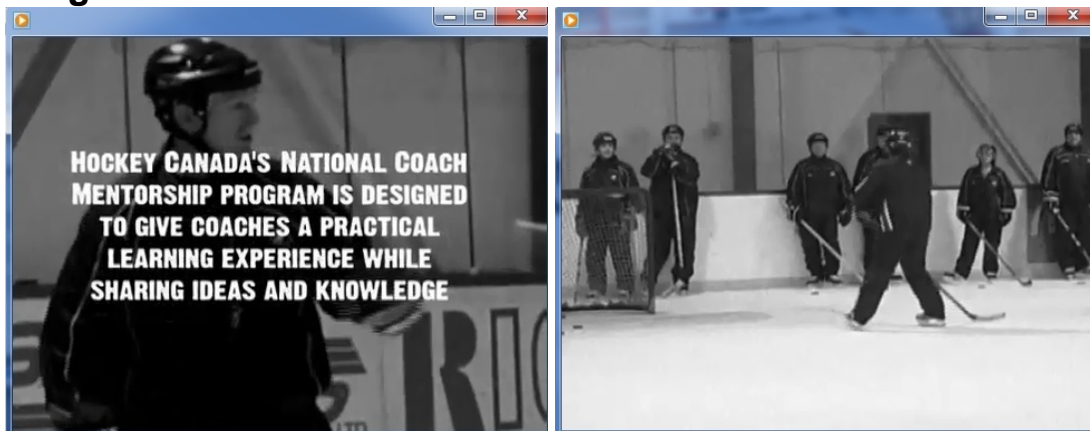 HOCKEY CANADA'S NATIONAL COACH
MENTORSHIP PROGRAM IS DESIGNED
TO GIVE COACHES A PRACTICAL
LEARNING EXPERIENCE WHILE
SHARING IDEAS AND KNOWLEDGE